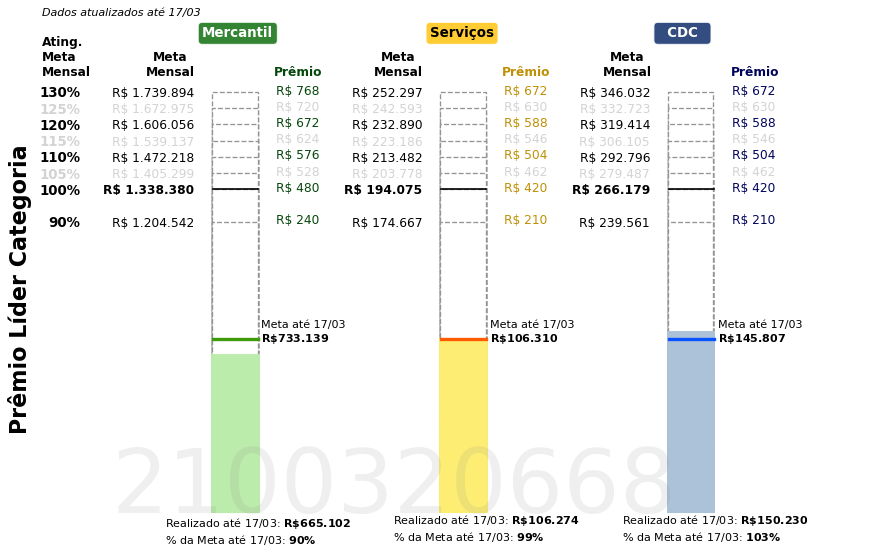 Dados atualizados até 17/03
Mercantil
Serviços
CDC
Ating. Meta Mensal
Meta Mensal
Prêmio
Meta Mensal
Prêmio
Meta Mensal
Prêmio
130% R$ 1.739.894 R$ 768 R$ 252.297 R$ 672 R$ 346.032 R$ 672
125% R$ 1.672.975 R$ 720 R$ 242.593 R$ 630 R$ 332.723 R$ 630
120% R$ 1.606.056 R$ 672 R$ 232.890 R$ 588 R$ 319.414 R$ 588
115% R$ 1.539.137 R$ 624 R$ 223.186 R$ 546 R$ 306.105 R$ 546
110% R$ 1.472.218 R$ 576 R$ 213.482 R$ 504 R$ 292.796 R$ 504
105% R$ 1.405.299 R$ 528 R$ 203.778 R$ 462 R$ 279.487 R$ 462
100% R$ 1.338.380 R$ 480 R$ 194.075 R$ 420 R$ 266.179 R$ 420
90% R$ 1.204.542 R$ 240 R$ 174.667 R$ 210 R$ 239.561 R$ 210
Prêmio Líder Categoria
Meta até 17/03
R$733.139
Meta até 17/03
R$106.310
Meta até 17/03
R$145.807
2100320668
Realizado até 17/03: R$665.102
% da Meta até 17/03: 90%
Realizado até 17/03: R$106.274
% da Meta até 17/03: 99%
Realizado até 17/03: R$150.230
% da Meta até 17/03: 103%